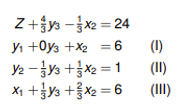 Z + 4/3 y₃ − 1/3 x₂ = 24
y₁ + 0y₃ + x₂ = 6 (I)
y₂ − 1/3 y₃ + 1/3 x₂ = 1 (II)
x₁ + 1/3 y₃ + 2/3 x₂ = 6 (III)